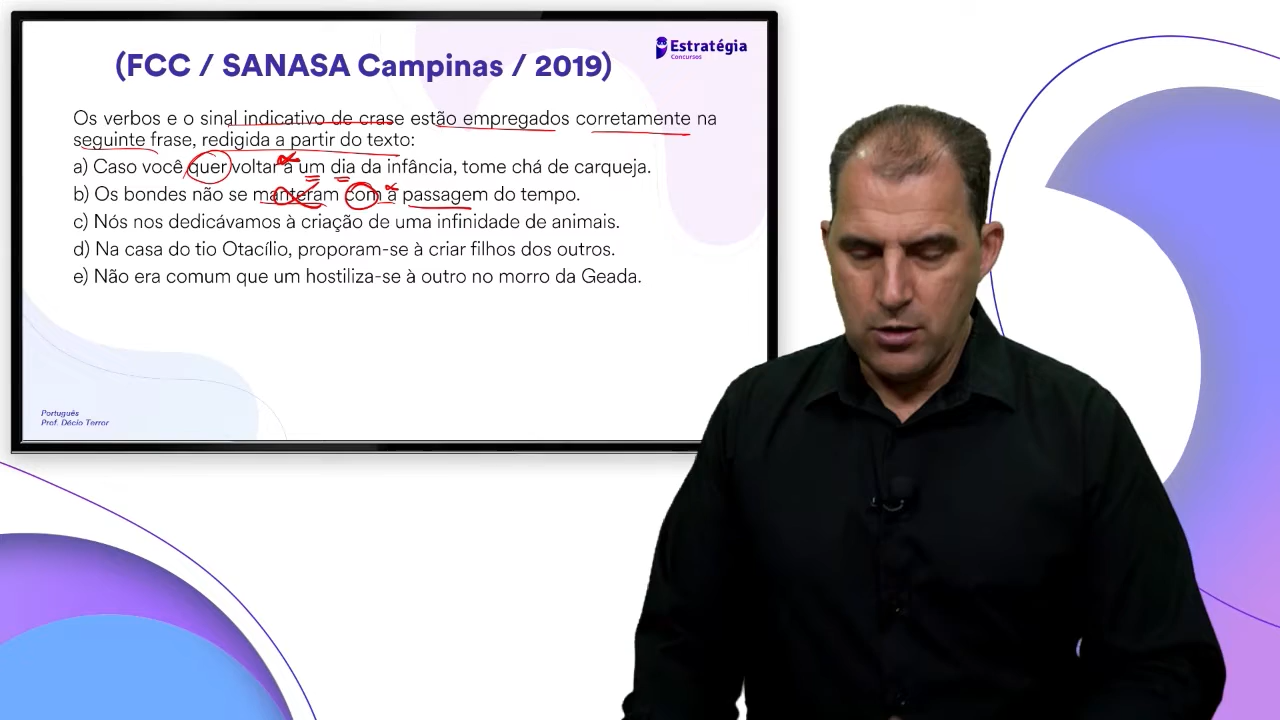 (FCC / SANASA Campinas / 2019)
Estratégia
Concursos
Os verbos e o sinal indicativo de crase estão empregados corretamente na
seguinte frase, redigida a partir do texto:
a) Caso você quer voltar à um dia da infância, tome chá de carqueja.
b) Os bondes não se manteram com à passagem do tempo.
c) Nós nos dedicávamos à criação de uma infinidade de animais.
d) Na casa do tio Otacílio, proporam-se à criar filhos dos outros.
e) Não era comum que um hostiliza-se à outro no morro da Geada.
Português
Prof. Décio Terror